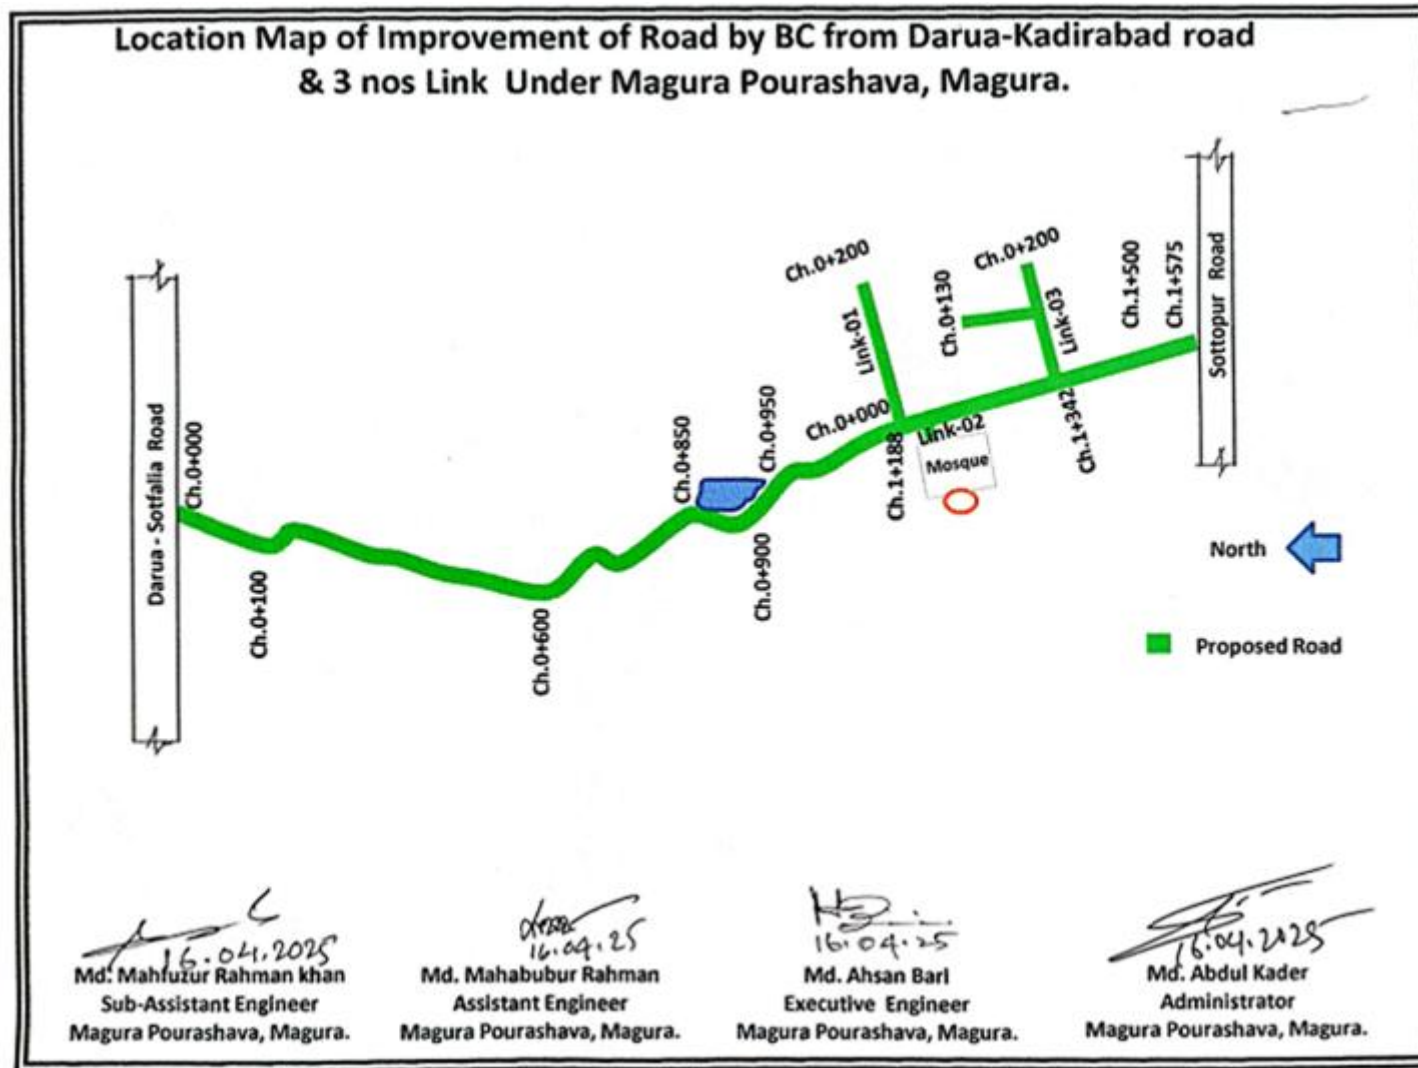 Location Map of Improvement of Road by BC from Darua-Kadirabad road
& 3 nos Link Under Magura Pourashava, Magura.
Darua - Sotfalia Road
Ch.0+000
Ch.0+100
Ch.0+600
Ch.0+850
Ch.0+950
Ch.0+900
Ch.0+200
Link-01
Ch.0+000
Ch.1+188
Link-02
Mosque
Ch.0+130
Ch.0+200
Link-03
Ch.1+342
Ch.1+500
Ch.1+575
Sottopur Road
North
Proposed Road
16.04.2025
Md. Mahfuzur Rahman khan
Sub-Assistant Engineer
Magura Pourashava, Magura.
16.04.25
Md. Mahabubur Rahman
Assistant Engineer
Magura Pourashava, Magura.
16.04.25
Md. Ahsan Bari
Executive Engineer
Magura Pourashava, Magura.
16.04.2025
Md. Abdul Kader
Administrator
Magura Pourashava, Magura.